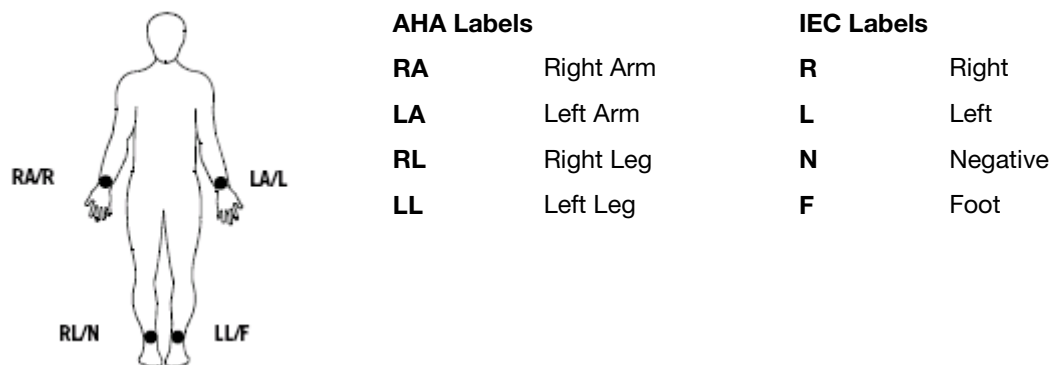 AHA Labels IEC Labels
RA Right Arm R Right
LA Left Arm L Left
RL Right Leg N Negative
LL Left Leg F Foot
RA/R LA/L
RL/N LL/F